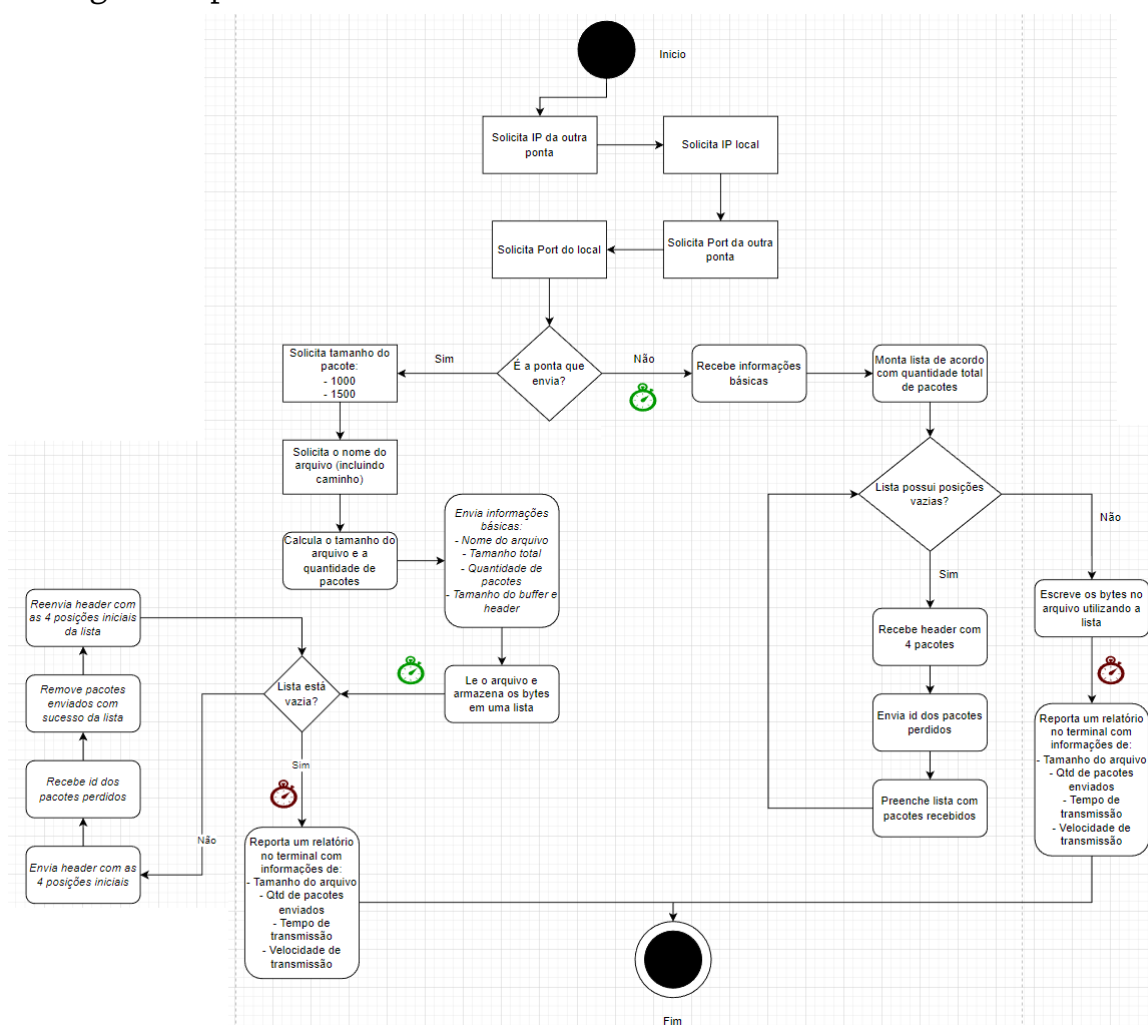 Inicio
Solicita IP da outra
ponta
Solicita IP local
Solicita Port do local
Solicita Port da outra
ponta
Solicita tamanho do
pacote:
- 1000
- 1500
Sim
É a ponta que
envia?
Não
Recebe informações
básicas
Monta lista de acordo
com quantidade total
de pacotes
Solicita o nome do
arquivo (incluindo
caminho)
Lista possui posições
vazias?
Não
Sim
Calcula o tamanho do
arquivo e a
quantidade de
pacotes
Envia informações
básicas:
- Nome do arquivo
- Tamanho total
- Quantidade de
pacotes
- Tamanho do buffer e
header
Reenvia header com
as 4 posições iniciais
da lista
Escreve os bytes no
arquivo utilizando a
lista
Recebe header com
4 pacotes
Remove pacotes
enviados com
sucesso da lista
Lista está
vazia?
Le o arquivo e
armazena os bytes
em uma lista
Envia id dos pacotes
perdidos
Sim
Recebe id dos
pacotes perdidos
Preenche lista com
pacotes recebidos
Reporta um relatório
no terminal com
informações de:
- Tamanho do arquivo
- Qtd de pacotes
enviados
- Tempo de
transmissão
- Velocidade de
transmissão
Não
Envia header com as
4 posições iniciais
Reporta um relatório
no terminal com
informações de:
- Tamanho do arquivo
- Qtd de pacotes
enviados
- Tempo de
transmissão
- Velocidade de
transmissão
Fim